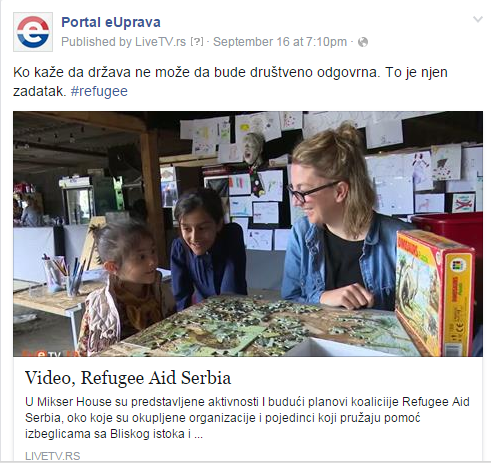 Portal eUprava
Published by LiveTV.rs [?] · September 16 at 7:10pm ·
Ko kaže da država ne može da bude društveno odgovrna. To je njen
zadatak. #refugee
e TV
Video, Refugee Aid Serbia
U Mikser House su predstavljene aktivnosti I budući planovi koaliciije Refugee Aid
Serbia, oko koje su okupljene organizacije i pojedinci koji pružaju pomoć
izbeglicama sa Bliskog istoka i ...
LIVETV.RS